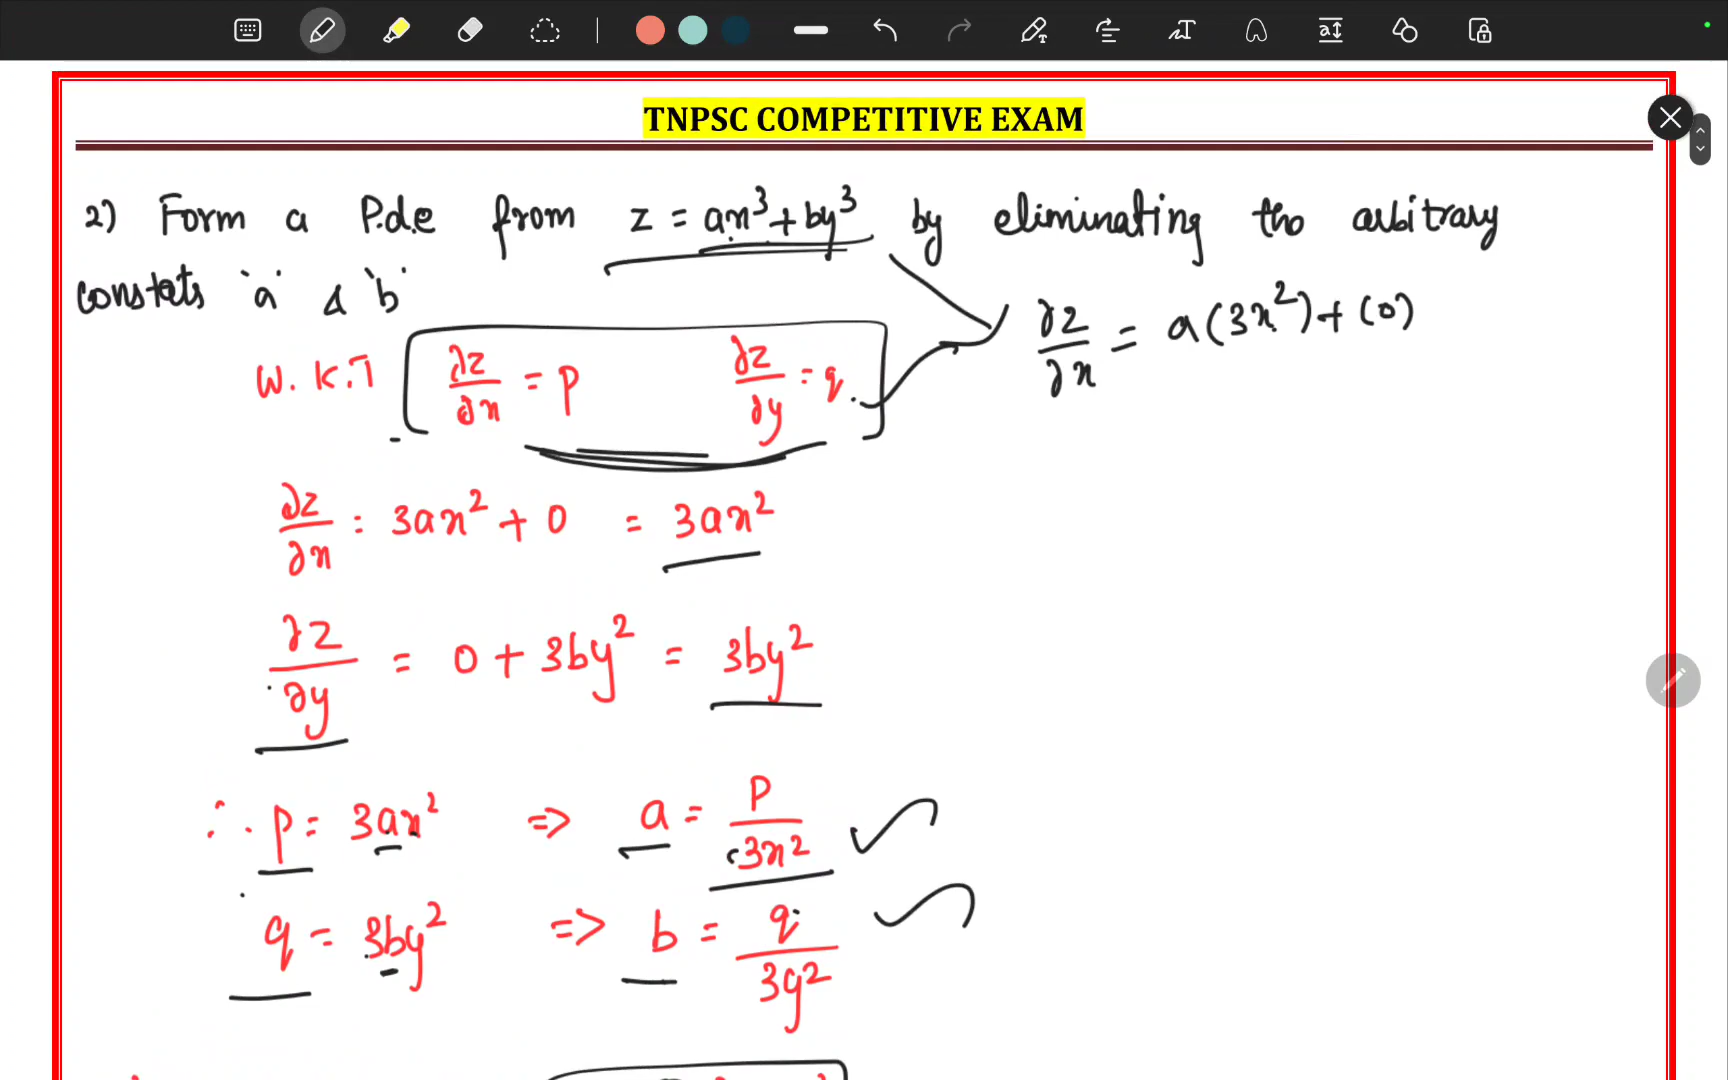 TNPSC COMPETITIVE EXAM
2) Form a P.d.e from z = ax³ + by³ by eliminating the arbitrary
constats 'a' & 'b'
∂z/∂x = a(3x²) + (0)
W.K.T ∂z/∂x = p ∂z/∂y = q.
∂z/∂x = 3ax² + 0 = 3ax²
∂z/∂y = 0 + 3by² = 3by²
∴ p = 3ax² => a = p/3x²
q = 3by² => b = q/3y²